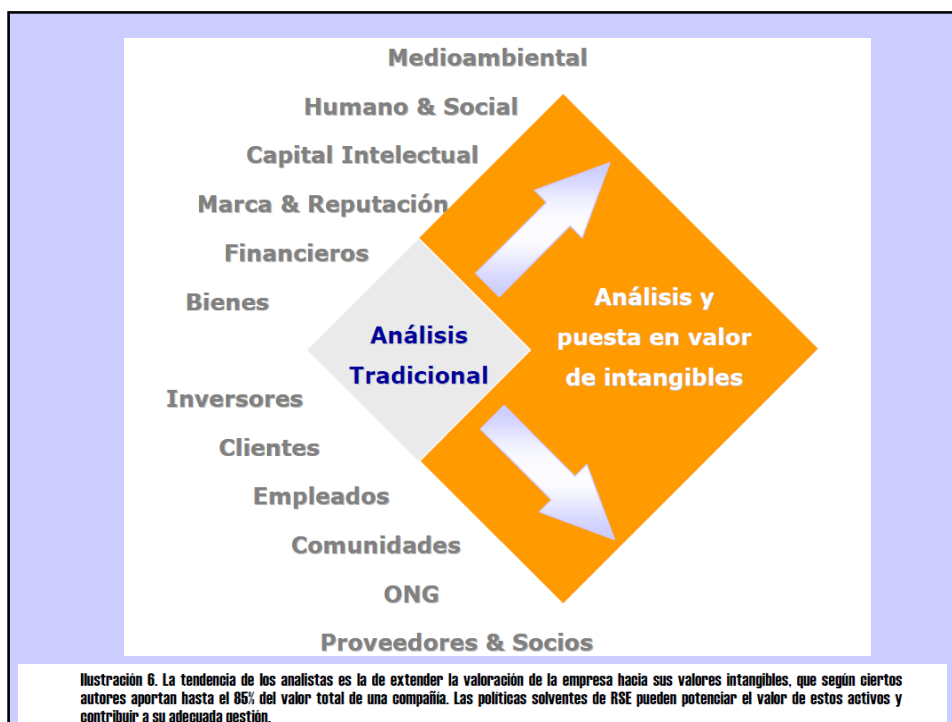 Medioambiental
Humano & Social
Capital Intelectual
Marca & Reputación
Financieros
Bienes
Análisis
Tradicional
Análisis y
puesta en valor
de intangibles
Inversores
Clientes
Empleados
Comunidades
ONG
Proveedores & Socios
Ilustración 6. La tendencia de los analistas es la de extender la valoración de la empresa hacia sus valores intangibles, que según ciertos
autores aportan hasta el 85% del valor total de una compañía. Las políticas solventes de RSE pueden potenciar el valor de estos activos y
contribuir a su adecuada gestión.